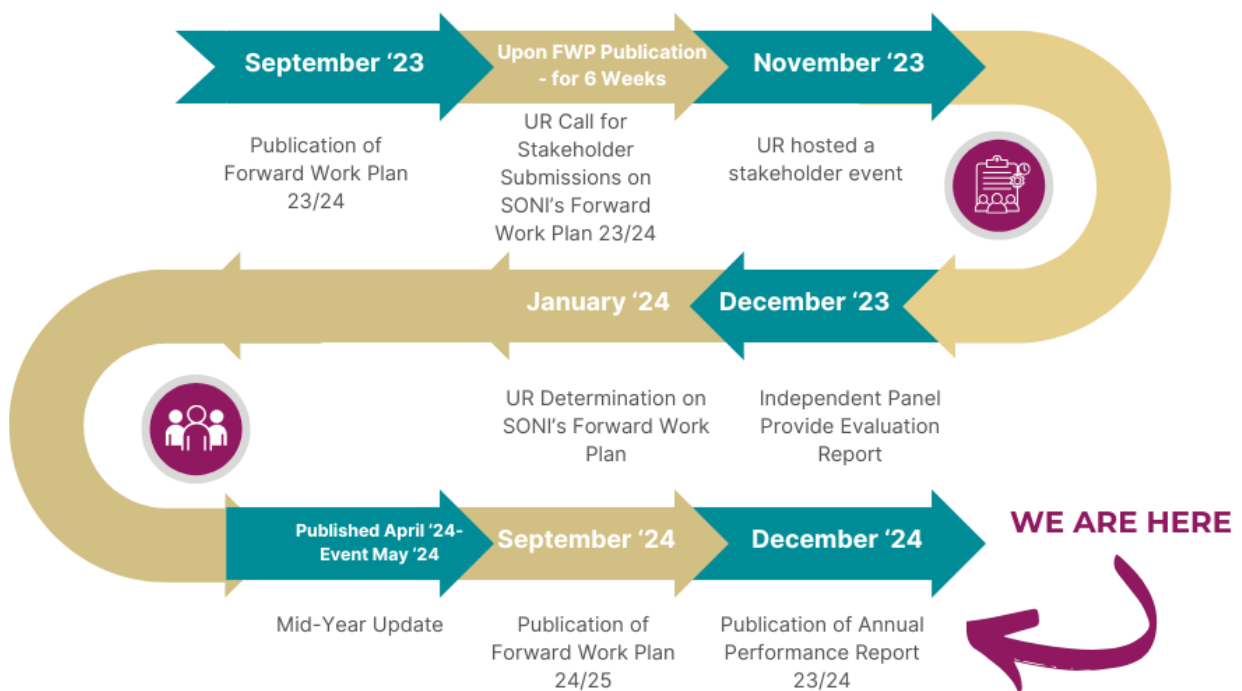 September ‘23
Upon FWP Publication
- for 6 Weeks
November ‘23
Publication of
Forward Work Plan
23/24
UR Call for
Stakeholder
Submissions on
SONI’s Forward
Work Plan 23/24
UR hosted a
stakeholder event
January ‘24
December ‘23
UR Determination on
SONI’s Forward Work
Plan
Independent Panel
Provide Evaluation
Report
Published April ‘24-
Event May ‘24
September ‘24
December ‘24
WE ARE HERE
Mid-Year Update
Publication of
Forward Work Plan
24/25
Publication of Annual
Performance Report
23/24